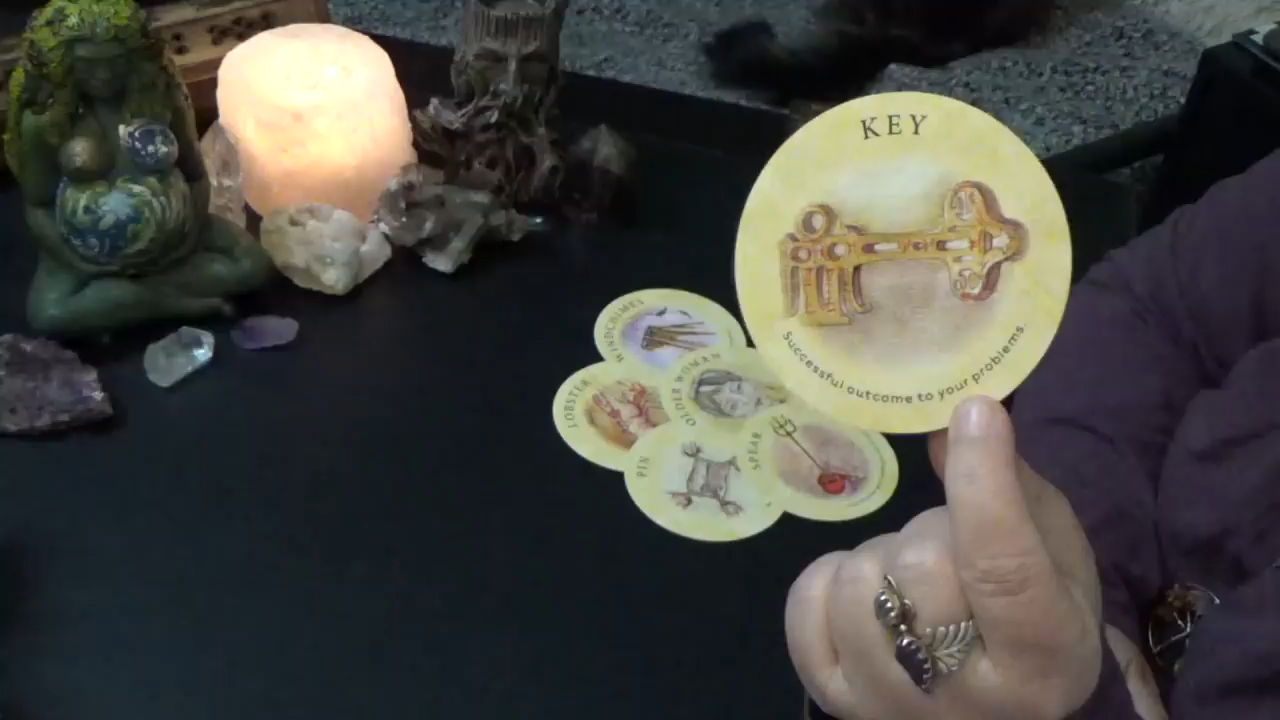 KEY
Successful outcome to your problems.
WINDCHIMES
LOBSTER
OLDER WOMAN
PIN
SPEAR